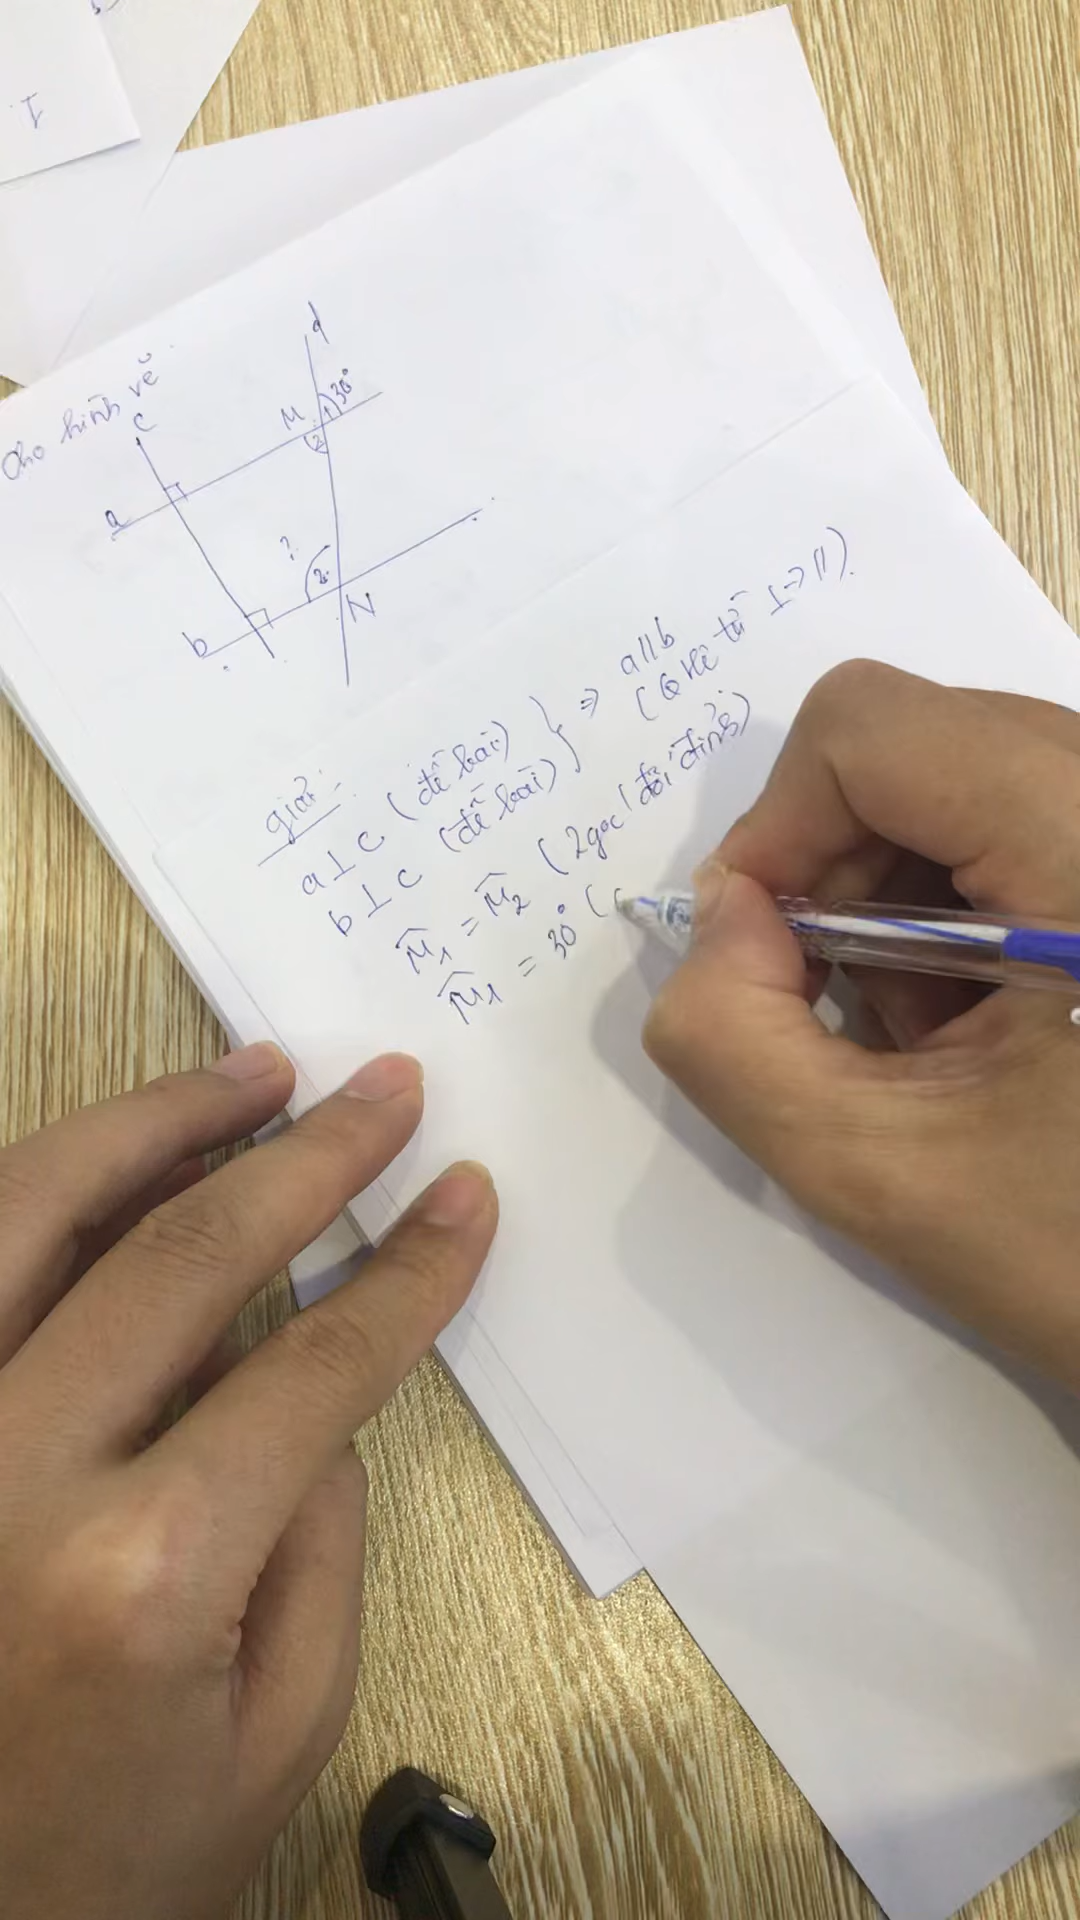 Cho hình vẽ
c
d
M
1
30°
2
a
?
2
b
N
giải:
a ⊥ c (đề bài)
b ⊥ c (đề bài)
} ⇒ a // b
(Q hệ từ ⊥ → //).
M̂₁ = M̂₂ (2 góc đối đỉnh)
M̂₁ = 30° (